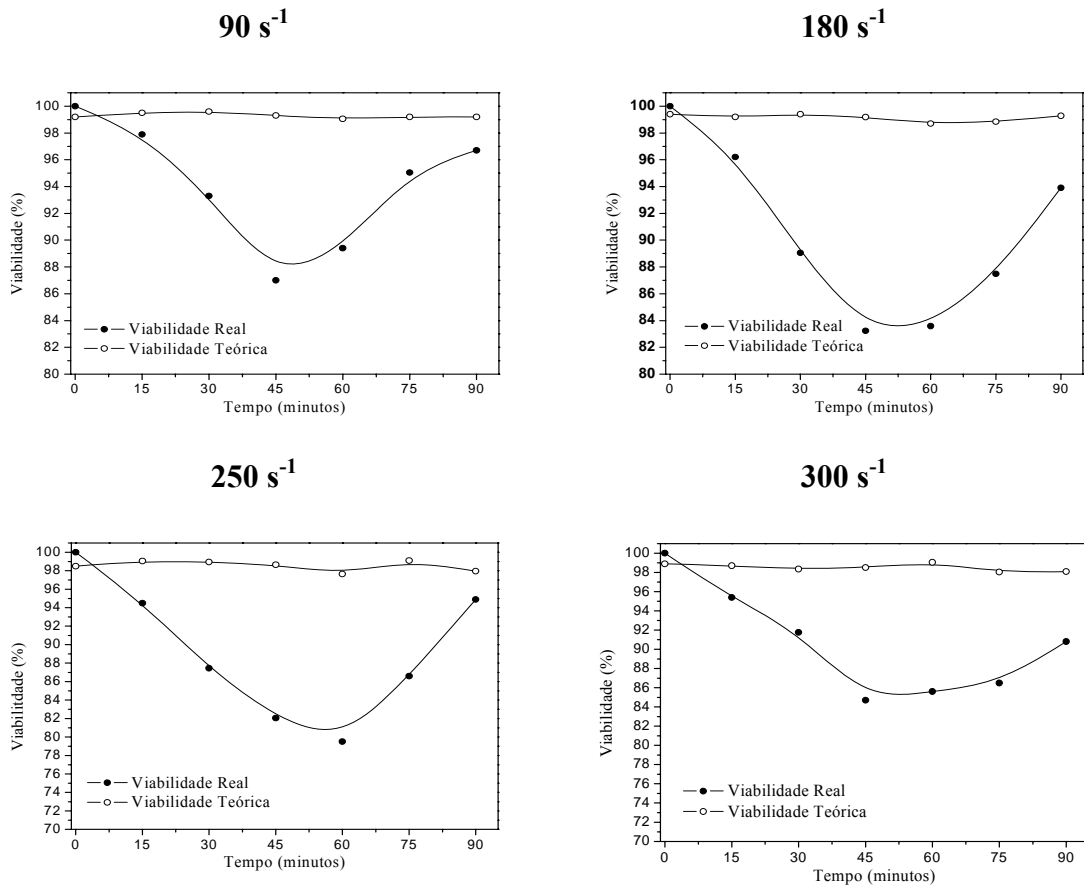 90 s-1
180 s-1
100
98
96
94
92
90
88
86
84
82
80
Viabilidade (%)
Viabilidade Real
Viabilidade Teórica
0 15 30 45 60 75 90
Tempo (minutos)
100
98
96
94
92
90
88
86
84
82
80
Viabilidade (%)
Viabilidade Real
Viabilidade Teórica
0 15 30 45 60 75 90
Tempo (minutos)
250 s-1
300 s-1
100
98
96
94
92
90
88
86
84
82
80
78
76
74
72
70
Viabilitdade (%)
Viabilidade Real
Viabilidade Teórica
0 15 30 45 60 75 90
Tempo (minutos)
100
98
96
94
92
90
88
86
84
82
80
78
76
74
72
70
Viabilidade (%)
Viabilidade Real
Viabilidade Teórica
0 15 30 45 60 75 90
Tempo (minutos)